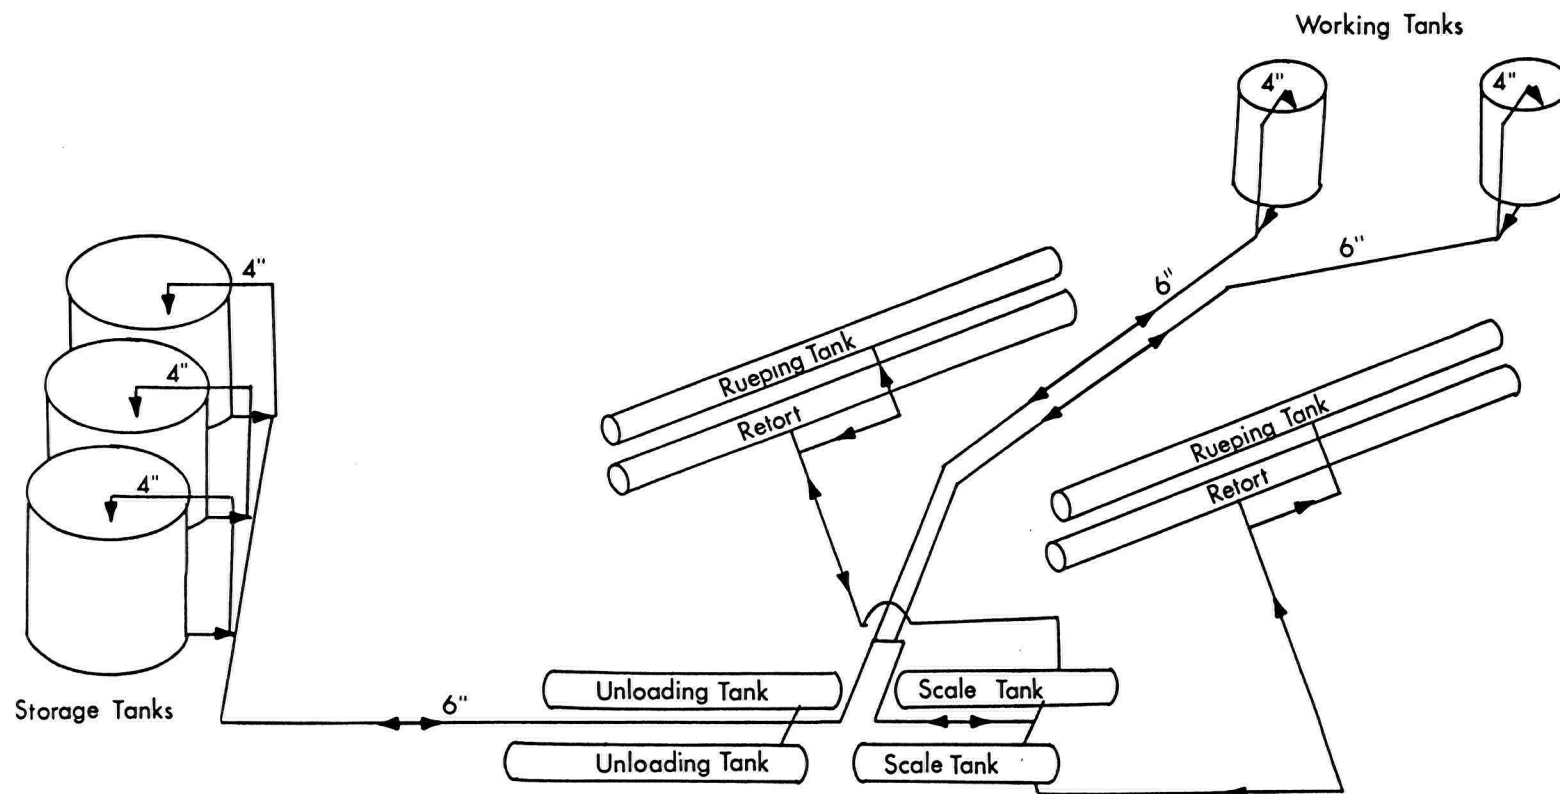 Working Tanks
4"
4"
6"
6"
4"
4"
4"
Rueping Tank
Retort
Rueping Tank
Retort
Storage Tanks
6"
Unloading Tank
Scale Tank
Unloading Tank
Scale Tank